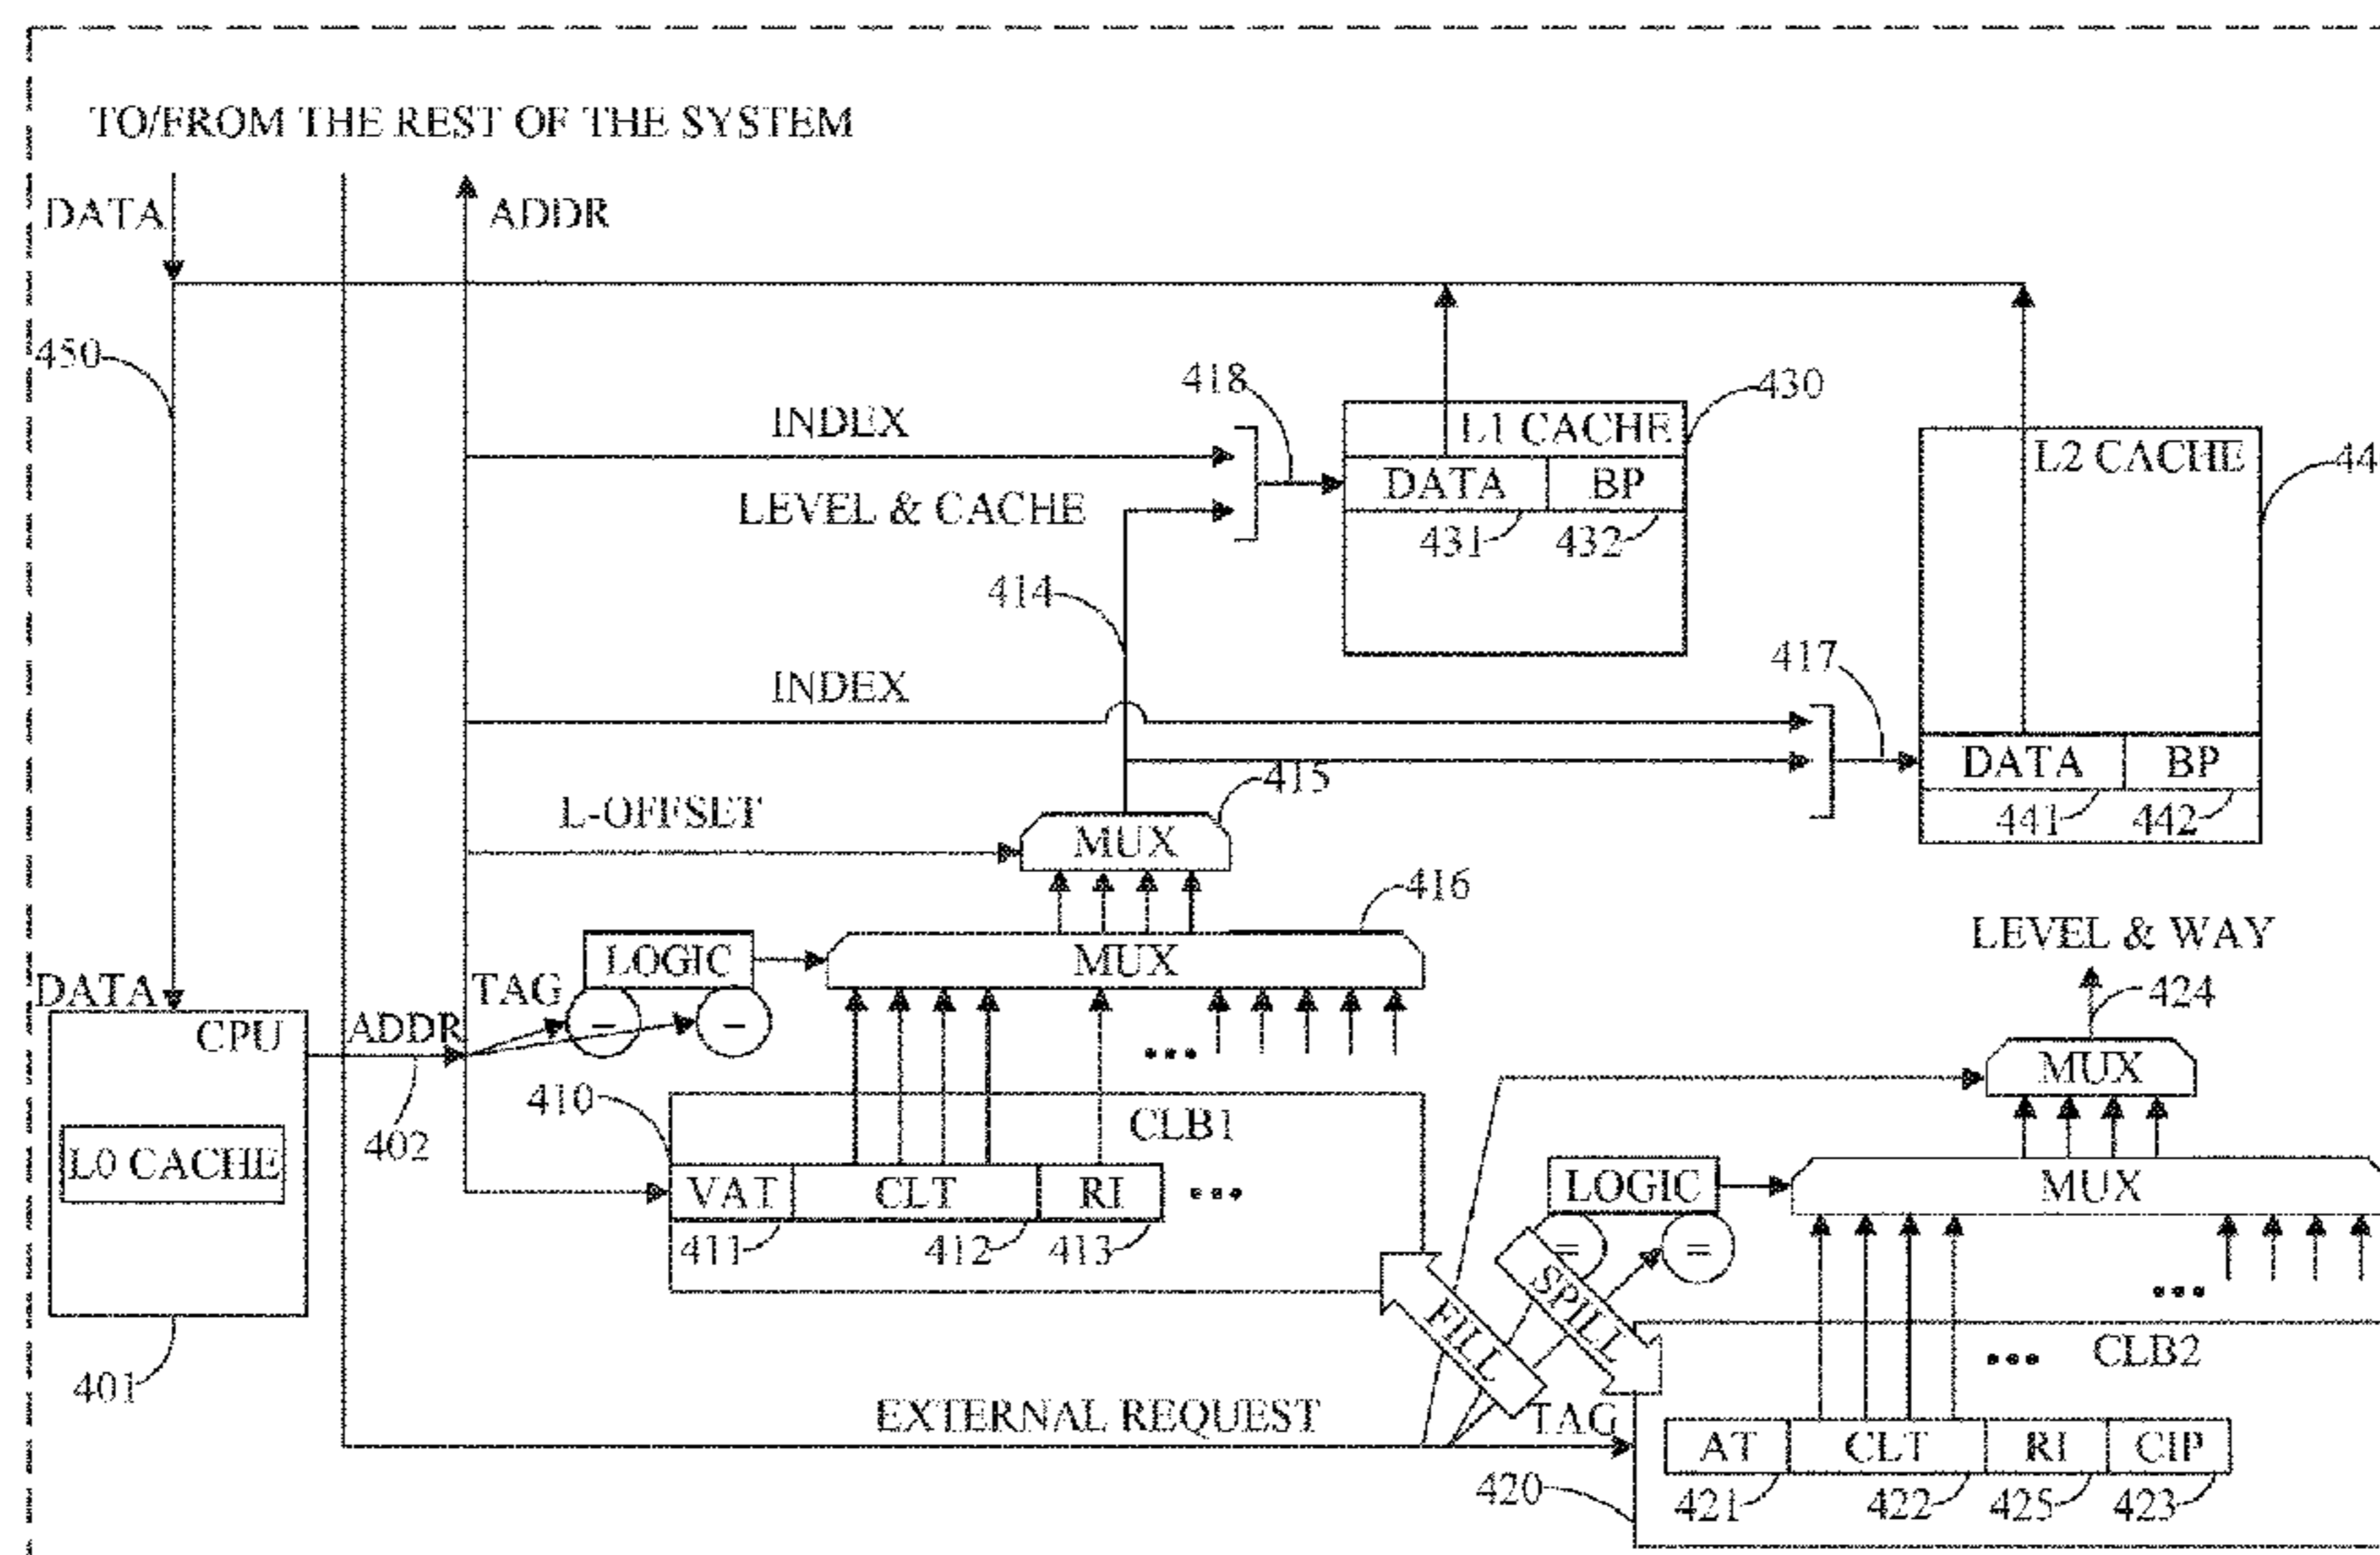 TO/FROM THE REST OF THE SYSTEM
DATA
ADDR
450
418
430
INDEX
L1 CACHE
L2 CACHE
44
DATA BP
LEVEL & CACHE
431 432
414
417
INDEX
DATA BP
415
L-OFFSET
441 442
MUX
416
LEVEL & WAY
LOGIC
MUX
DATA
TAG
424
CPU
ADDR
- -
•••
MUX
410
CLB1
402
L0 CACHE
LOGIC
MUX
VAT CLT RI •••
411 412 413
= =
SPILL
•••
FILL
••• CLB2
401
EXTERNAL REQUEST
TAG
AT CLT RI CIP
420
421 422 425 423